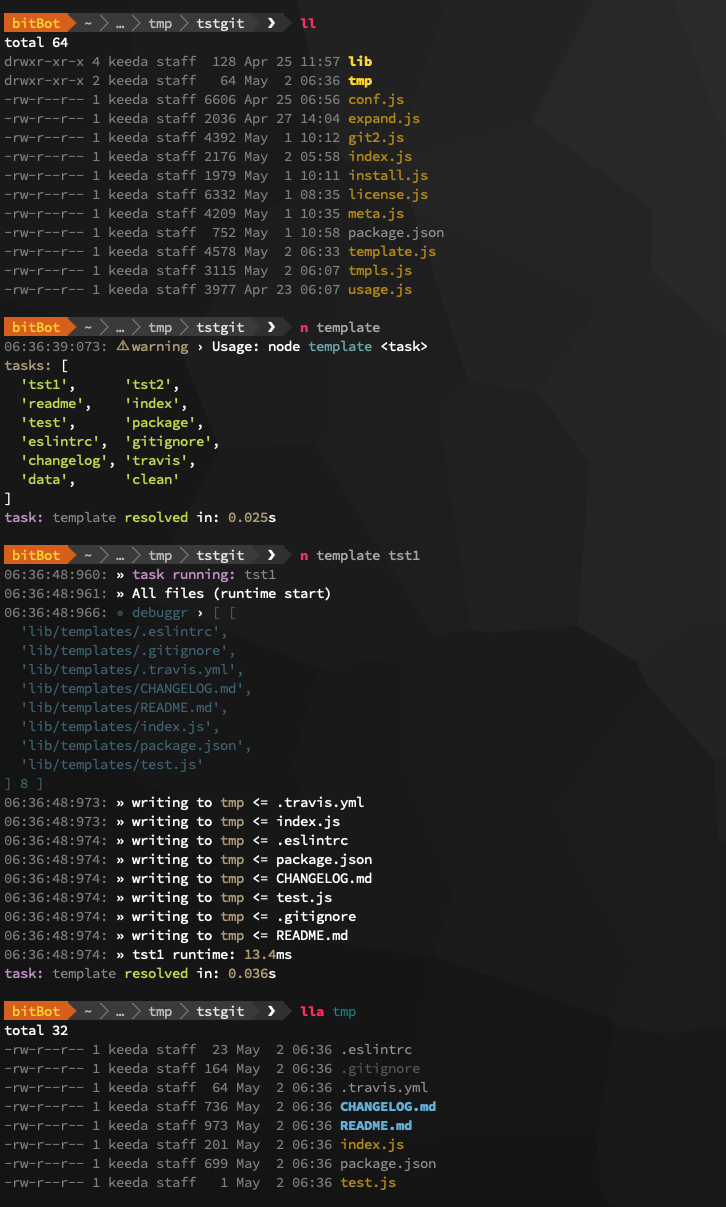 bitBot ~ … tmp tstgit ❯ ll
total 64
drwxr-xr-x 4 keeda staff  128 Apr 25 11:57 lib
drwxr-xr-x 2 keeda staff   64 May  2 06:36 tmp
-rw-r--r-- 1 keeda staff 6606 Apr 25 06:56 conf.js
-rw-r--r-- 1 keeda staff 2036 Apr 27 14:04 expand.js
-rw-r--r-- 1 keeda staff 4392 May  1 10:12 git2.js
-rw-r--r-- 1 keeda staff 2176 May  2 05:58 index.js
-rw-r--r-- 1 keeda staff 1979 May  1 10:11 install.js
-rw-r--r-- 1 keeda staff 6332 May  1 08:35 license.js
-rw-r--r-- 1 keeda staff 4209 May  1 10:35 meta.js
-rw-r--r-- 1 keeda staff  752 May  1 10:58 package.json
-rw-r--r-- 1 keeda staff 4578 May  2 06:33 template.js
-rw-r--r-- 1 keeda staff 3115 May  2 06:07 tmpls.js
-rw-r--r-- 1 keeda staff 3977 Apr 23 06:07 usage.js
bitBot ~ … tmp tstgit ❯ n template
06:36:39:073: ⚠warning › Usage: node template <task>
tasks: [
  'tst1',      'tst2',
  'readme',    'index',
  'test',      'package',
  'eslintrc',  'gitignore',
  'changelog', 'travis',
  'data',      'clean'
]
task: template resolved in: 0.025s
bitBot ~ … tmp tstgit ❯ n template tst1
06:36:48:960: » task running: tst1
06:36:48:961: » All files (runtime start)
06:36:48:966: ∙ debuggr › [ [
  'lib/templates/.eslintrc',
  'lib/templates/.gitignore',
  'lib/templates/.travis.yml',
  'lib/templates/CHANGELOG.md',
  'lib/templates/README.md',
  'lib/templates/index.js',
  'lib/templates/package.json',
  'lib/templates/test.js'
] 8 ]
06:36:48:973: » writing to tmp <= .travis.yml
06:36:48:973: » writing to tmp <= index.js
06:36:48:974: » writing to tmp <= .eslintrc
06:36:48:974: » writing to tmp <= package.json
06:36:48:974: » writing to tmp <= CHANGELOG.md
06:36:48:974: » writing to tmp <= test.js
06:36:48:974: » writing to tmp <= .gitignore
06:36:48:974: » writing to tmp <= README.md
06:36:48:974: » tst1 runtime: 13.4ms
task: template resolved in: 0.036s
bitBot ~ … tmp tstgit ❯ lla tmp
total 32
-rw-r--r-- 1 keeda staff  23 May  2 06:36 .eslintrc
-rw-r--r-- 1 keeda staff 164 May  2 06:36 .gitignore
-rw-r--r-- 1 keeda staff  64 May  2 06:36 .travis.yml
-rw-r--r-- 1 keeda staff 736 May  2 06:36 CHANGELOG.md
-rw-r--r-- 1 keeda staff 973 May  2 06:36 README.md
-rw-r--r-- 1 keeda staff 201 May  2 06:36 index.js
-rw-r--r-- 1 keeda staff 699 May  2 06:36 package.json
-rw-r--r-- 1 keeda staff   1 May  2 06:36 test.js